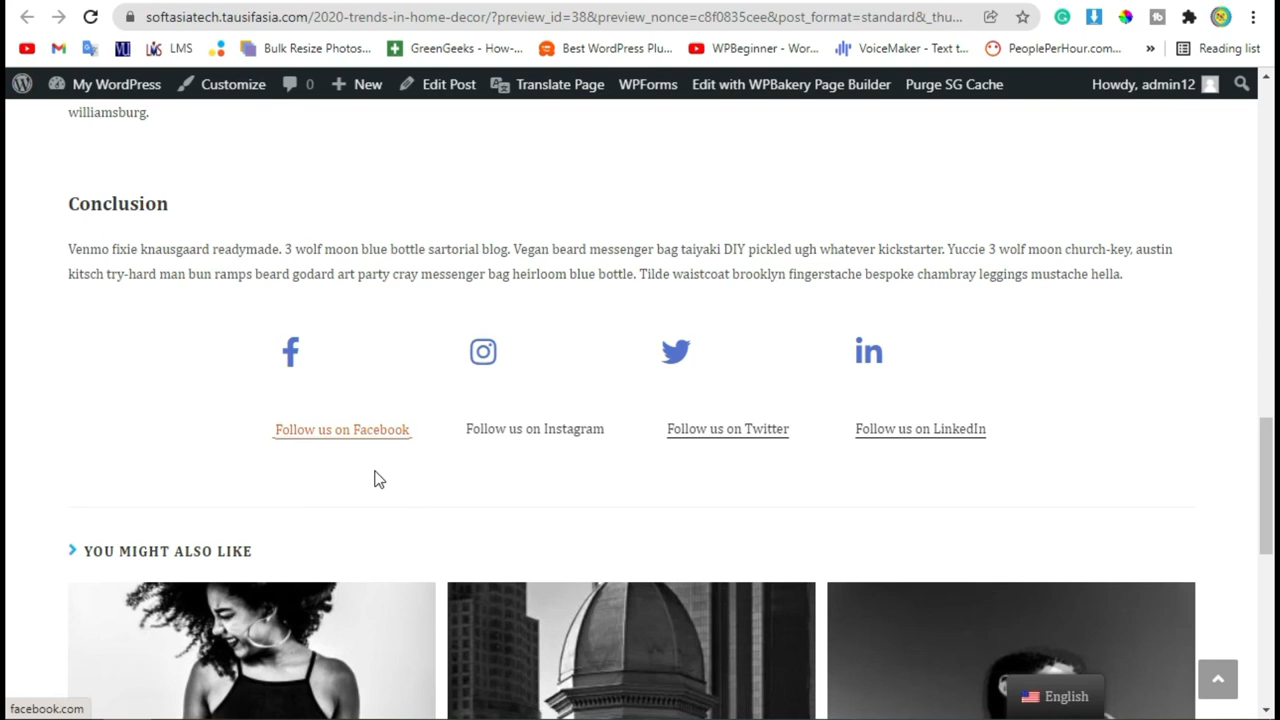 softasiatech.tausifasia.com/2020-trends-in-home-decor/?preview_id=38&preview_nonce=c8f0835cee&post_format=standard&_thu...
LMS Bulk Resize Photos... GreenGeeks - How-... Best WordPress Plu... WPBeginner - Wor... VoiceMaker - Text t... PeoplePerHour.com... » Reading list
My WordPress Customize 0 New Edit Post Translate Page WPForms Edit with WPBakery Page Builder Purge SG Cache Howdy, admin12
williamsburg.
Conclusion
Venmo fixie knausgaard readymade. 3 wolf moon blue bottle sartorial blog. Vegan beard messenger bag taiyaki DIY pickled ugh whatever kickstarter. Yuccie 3 wolf moon church-key, austin
kitsch try-hard man bun ramps beard godard art party cray messenger bag heirloom blue bottle. Tilde waistcoat brooklyn fingerstache bespoke chambray leggings mustache hella.
Follow us on Facebook Follow us on Instagram Follow us on Twitter Follow us on LinkedIn
YOU MIGHT ALSO LIKE
English
facebook.com